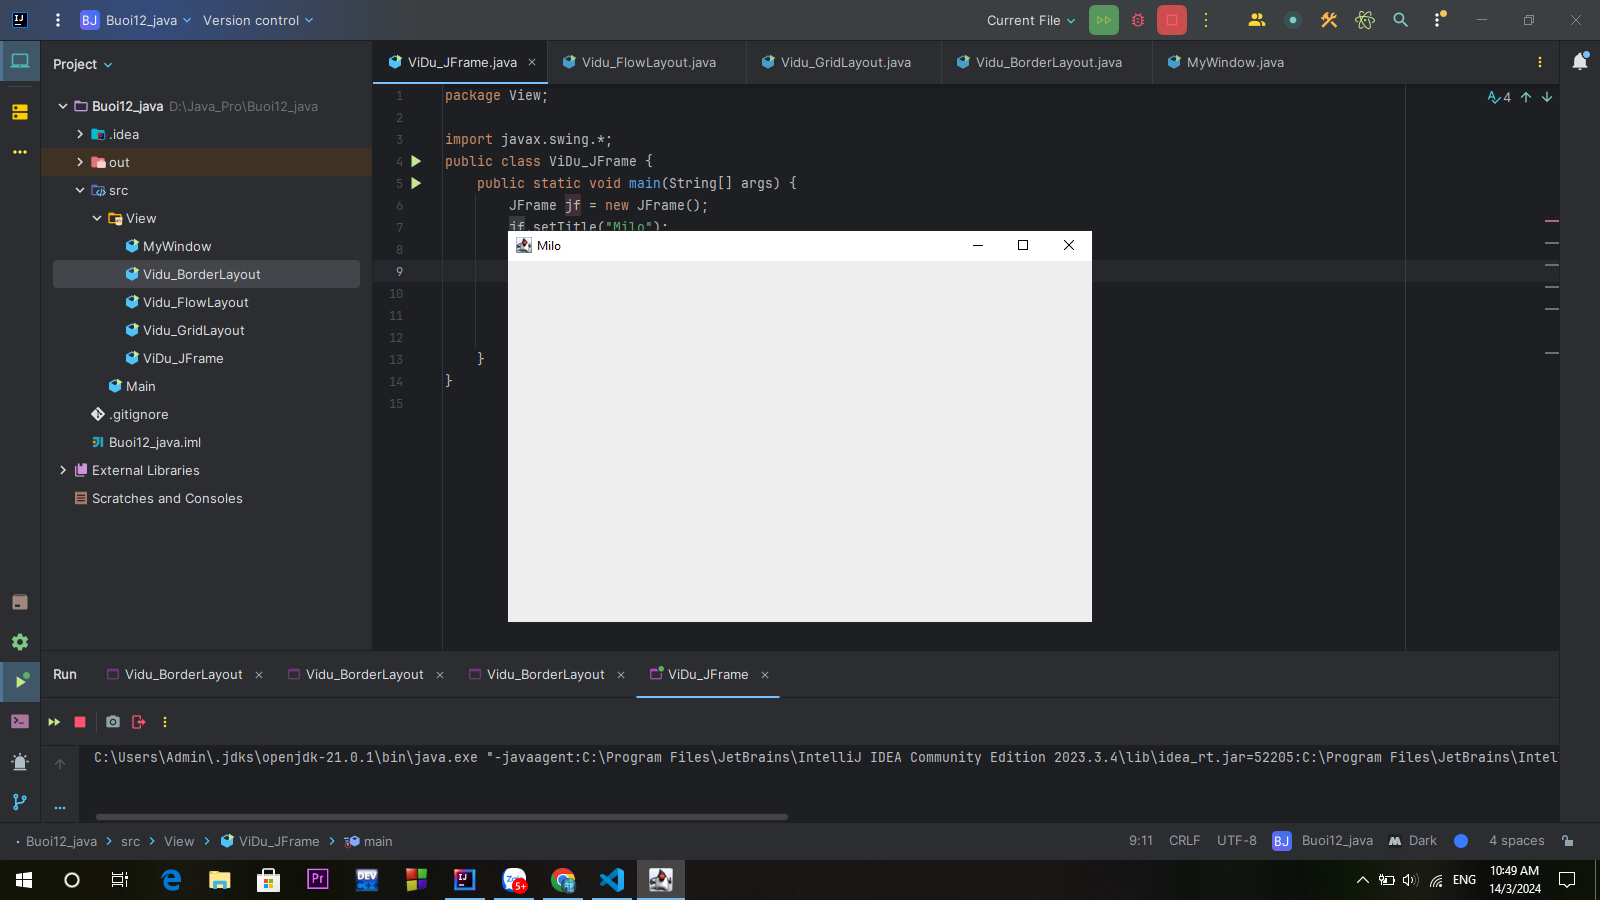 BJ Buoi12_java Version control Current File
Project
ViDu_JFrame.java Vidu_FlowLayout.java Vidu_GridLayout.java Vidu_BorderLayout.java MyWindow.java
Buoi12_java D:\Java_Pro\Buoi12_java
.idea
out
src
View
MyWindow
Vidu_BorderLayout
Vidu_FlowLayout
Vidu_GridLayout
ViDu_JFrame
Main
.gitignore
Buoi12_java.iml
External Libraries
Scratches and Consoles
1 package View;
4
2
3 import javax.swing.*;
4 public class ViDu_JFrame {
5 public static void main(String[] args) {
6 JFrame jf = new JFrame();
7 jf.setTitle("Milo");
8
9
10
11
12
13 }
14 }
15
Milo
Run Vidu_BorderLayout Vidu_BorderLayout Vidu_BorderLayout ViDu_JFrame
C:\Users\Admin\.jdks\openjdk-21.0.1\bin\java.exe "-javaagent:C:\Program Files\JetBrains\IntelliJ IDEA Community Edition 2023.3.4\lib\idea_rt.jar=52205:C:\Program Files\JetBrains\Intel
Buoi12_java src View ViDu_JFrame main 9:11 CRLF UTF-8 BJ Buoi12_java Dark 4 spaces
Pr DEV 5+ ENG 10:49 AM
14/3/2024